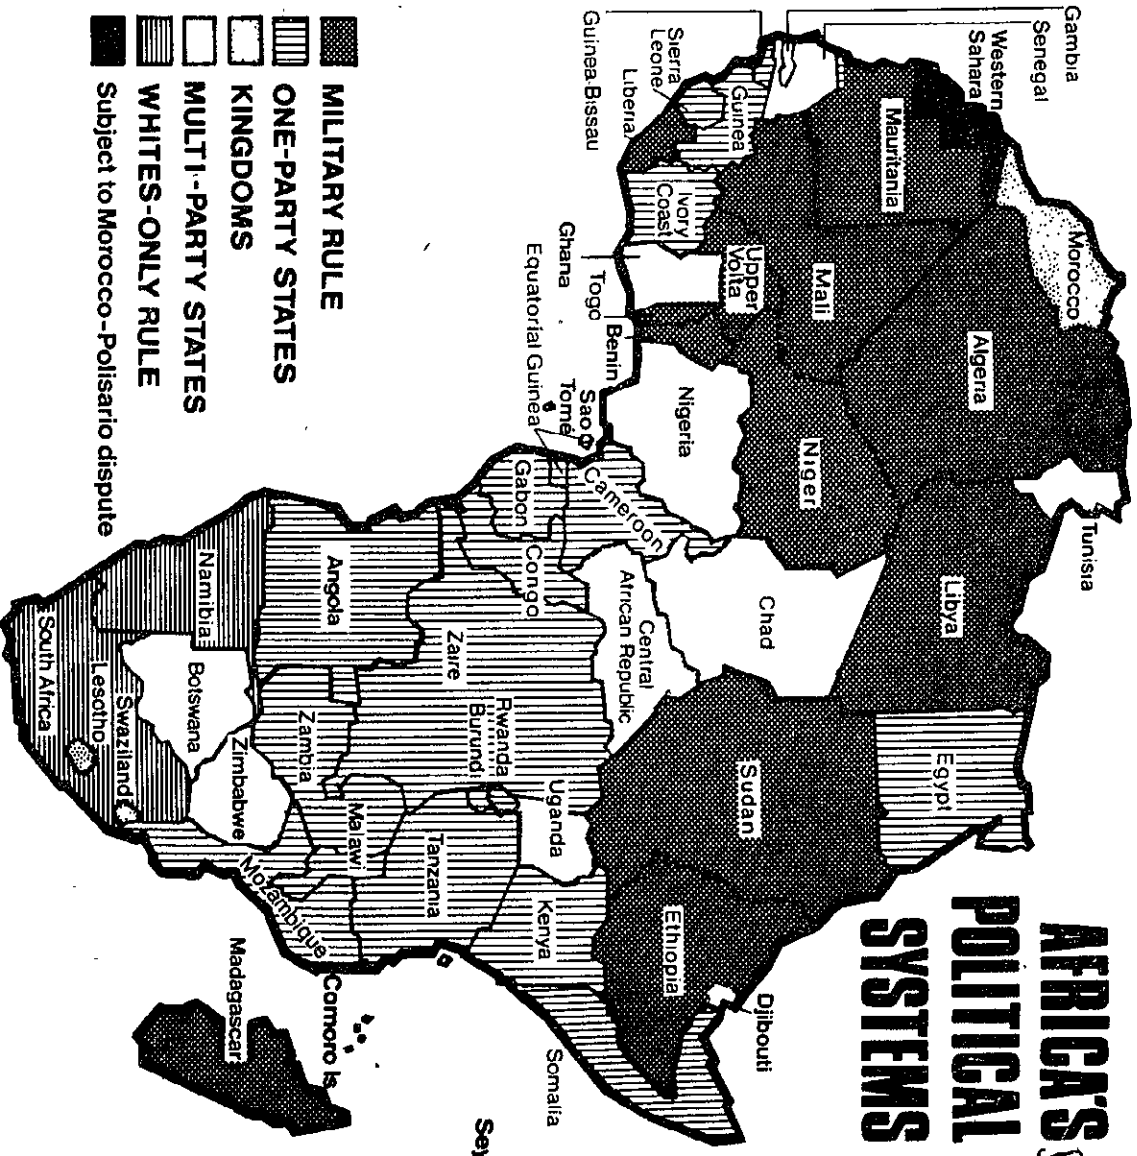 AFRICA'S
POLITICAL
SYSTEMS
Gambia
Senegal
Western
Sahara
Morocco
Tunisia
Mauritania
Algeria
Libya
Egypt
Mali
Niger
Chad
Sudan
Djibouti
Upper
Volta
Guinea
Sierra
Leone
Liberia
Guinea-Bissau
Ivory
Coast
Ghana
Togo
Benin
Nigeria
Central
African Republic
Ethiopia
Equatorial Guinea
Sao
Tomé
Cameroon
Gabon
Congo
Uganda
Kenya
Somalia
Rwanda
Burundi
Zaire
Tanzania
Sey
Angola
Zambia
Malawi
Mozambique
Comoro Is.
Namibia
Botswana
Zimbabwe
Madagascar
Swaziland
Lesotho
South Africa
MILITARY RULE
ONE-PARTY STATES
KINGDOMS
MULTI-PARTY STATES
WHITES-ONLY RULE
Subject to Morocco-Polisario dispute